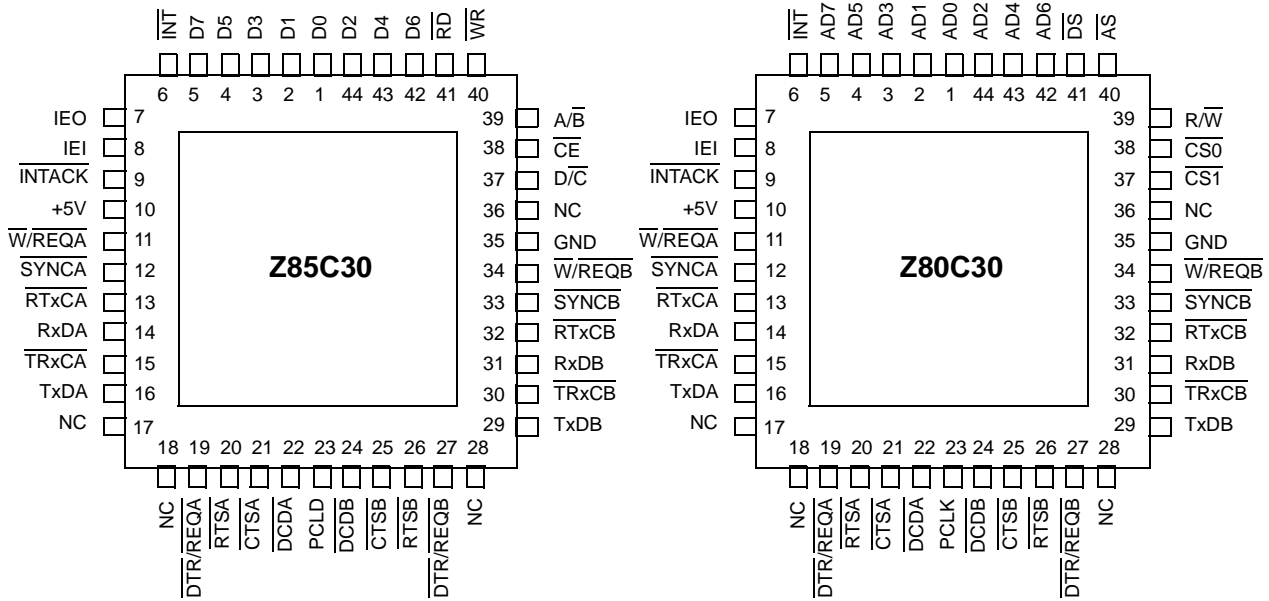 INT D7 D5 D3 D1 D0 D2 D4 D6 RD WR
6 5 4 3 2 1 44 43 42 41 40
IEO 7
IEI 8
INTACK 9
+5V 10
W/REQA 11
SYNCA 12
RTxCA 13
RxDA 14
TRxCA 15
TxDA 16
NC 17
Z85C30
39 A/B
38 CE
37 D/C
36 NC
35 GND
34 W/REQB
33 SYNCB
32 RTxCB
31 RxDB
30 TRxCB
29 TxDB
18 19 20 21 22 23 24 25 26 27 28
NC DTR/REQA RTSA CTSA DCDA PCLD DCDB CTSB RTSB DTR/REQB NC
INT AD7 AD5 AD3 AD1 AD0 AD2 AD4 AD6 DS AS
6 5 4 3 2 1 44 43 42 41 40
IEO 7
IEI 8
INTACK 9
+5V 10
W/REQA 11
SYNCA 12
RTxCA 13
RxDA 14
TRxCA 15
TxDA 16
NC 17
Z80C30
39 R/W
38 CS0
37 CS1
36 NC
35 GND
34 W/REQB
33 SYNCB
32 RTxCB
31 RxDB
30 TRxCB
29 TxDB
18 19 20 21 22 23 24 25 26 27 28
NC DTR/REQA RTSA CTSA DCDA PCLK DCDB CTSB RTSB DTR/REQB NC